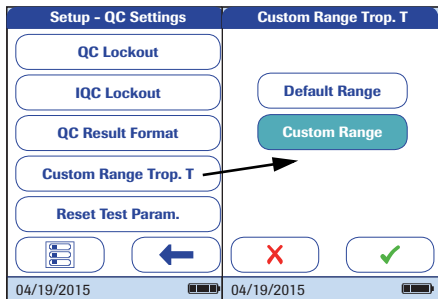 Setup - QC Settings
QC Lockout
IQC Lockout
QC Result Format
Custom Range Trop. T
Reset Test Param.
04/19/2015
Custom Range Trop. T
Default Range
Custom Range
04/19/2015